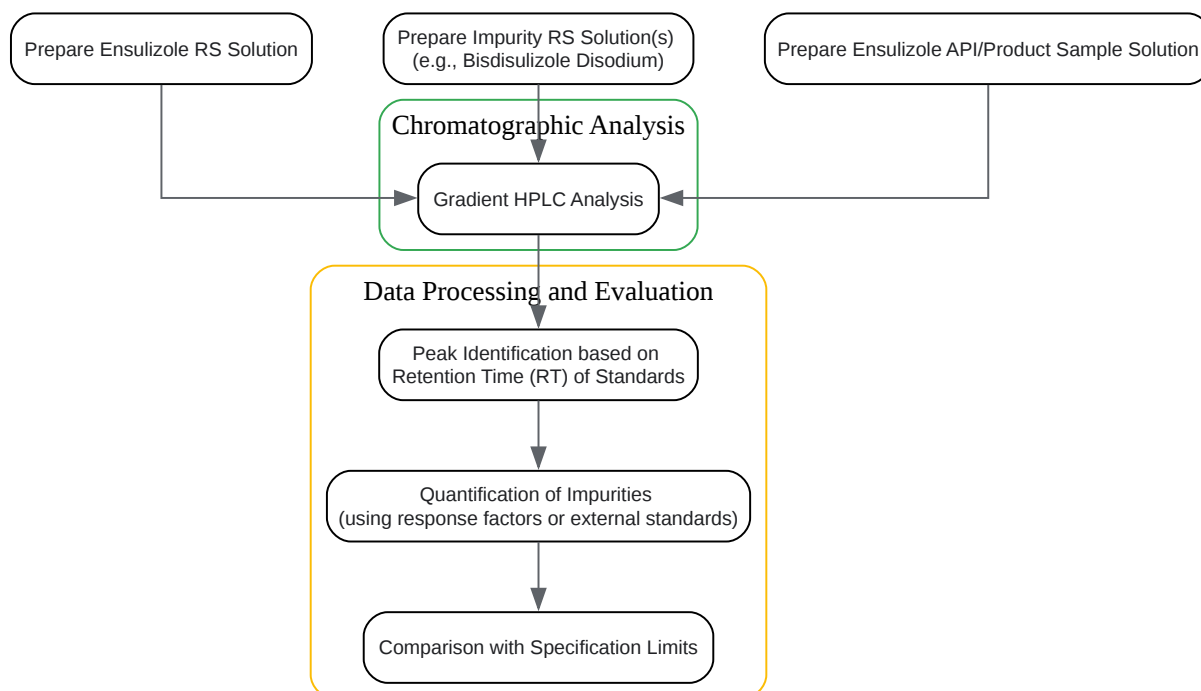 Prepare Ensulizole RS Solution
Prepare Impurity RS Solution(s)
(e.g., Bisdisulizole Disodium)
Prepare Ensulizole API/Product Sample Solution
Chromatographic Analysis
Gradient HPLC Analysis
Data Processing and Evaluation
Peak Identification based on
Retention Time (RT) of Standards
Quantification of Impurities
(using response factors or external standards)
Comparison with Specification Limits